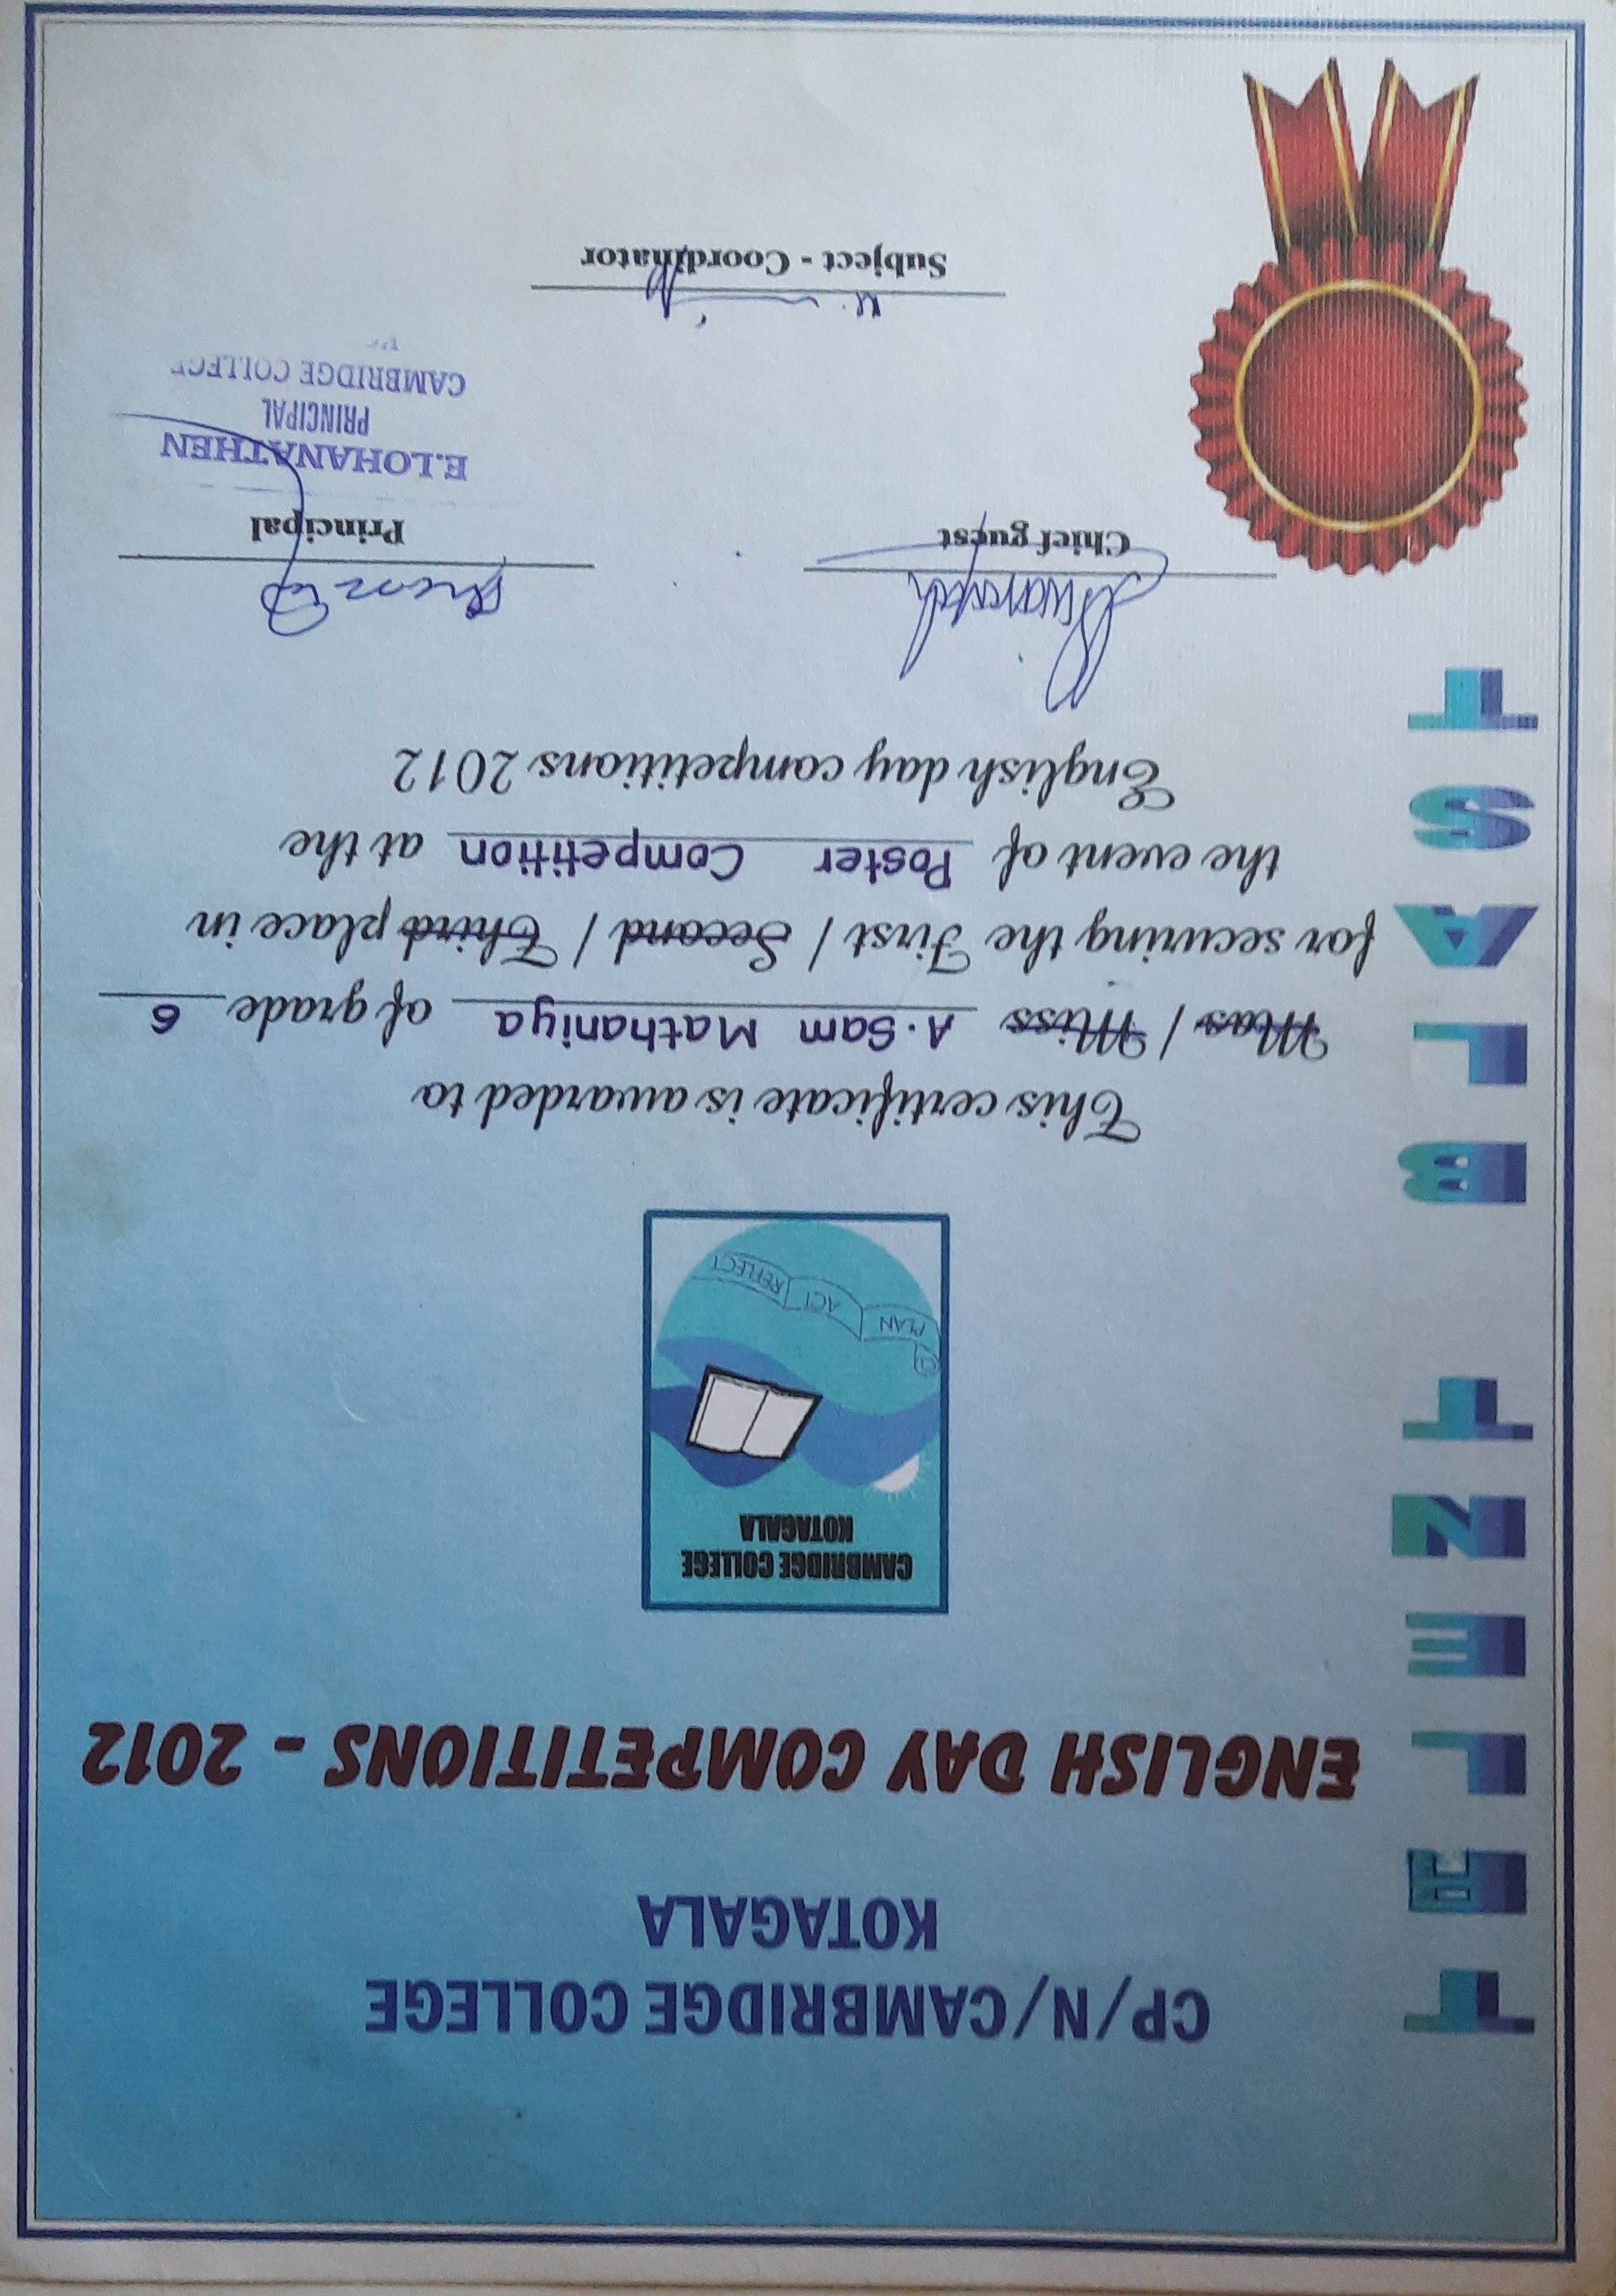 CP/N/CAMBRIDGE COLLEGE
KOTAGALA
ENGLISH DAY COMPETITIONS - 2012
TALENT BLAST
CAMBRIDGE COLLEGE
KOTAGALA
PLAN ACT REFLECT
This certificate is awarded to
Mas / Miss A. Sam Mathaniya of grade 6
for securing the First / Second / Third place in
the event of Poster Competition at the
English day competitions 2012
Chief guest
Principal
E.LOHANATHEN
PRINCIPAL
CAMBRIDGE COLLEGE
Subject - Coordinator